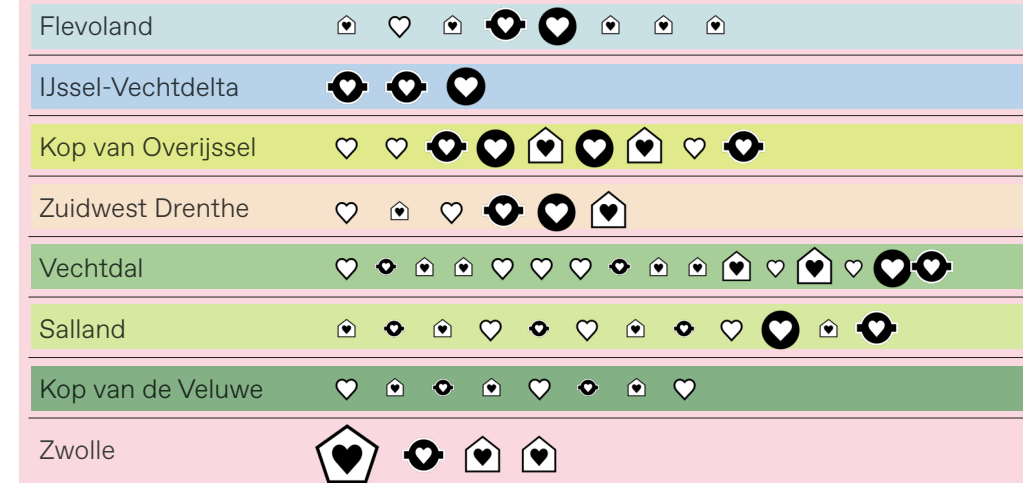 Flevoland
IJssel-Vechtdelta
Kop van Overijssel
Zuidwest Drenthe
Vechtdal
Salland
Kop van de Veluwe
Zwolle